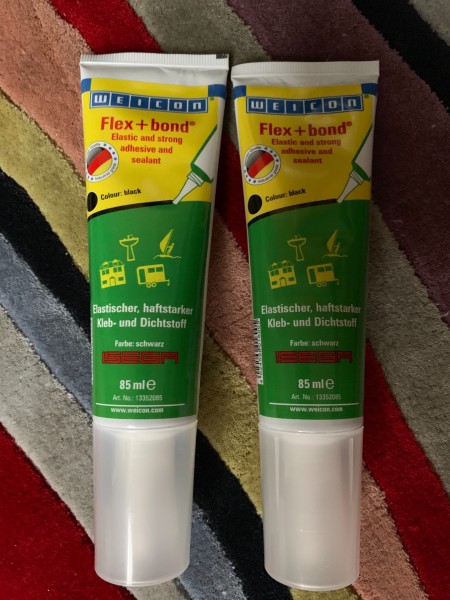 WEICON
Flex+bond®
Elastic and strong
adhesive and
sealant
Colour: black
Elastischer, haftstarker
Kleb- und Dichtstoff
Farbe: schwarz
ISEGA
85 ml e
Art. No.: 13352085
www.weicon.com
WEICON
Flex+bond®
Elastic and strong
adhesive and
sealant
Colour: black
Elastischer, haftstarker
Kleb- und Dichtstoff
Farbe: schwarz
ISEGA
85 ml e
Art. No.: 13352085
www.weicon.com